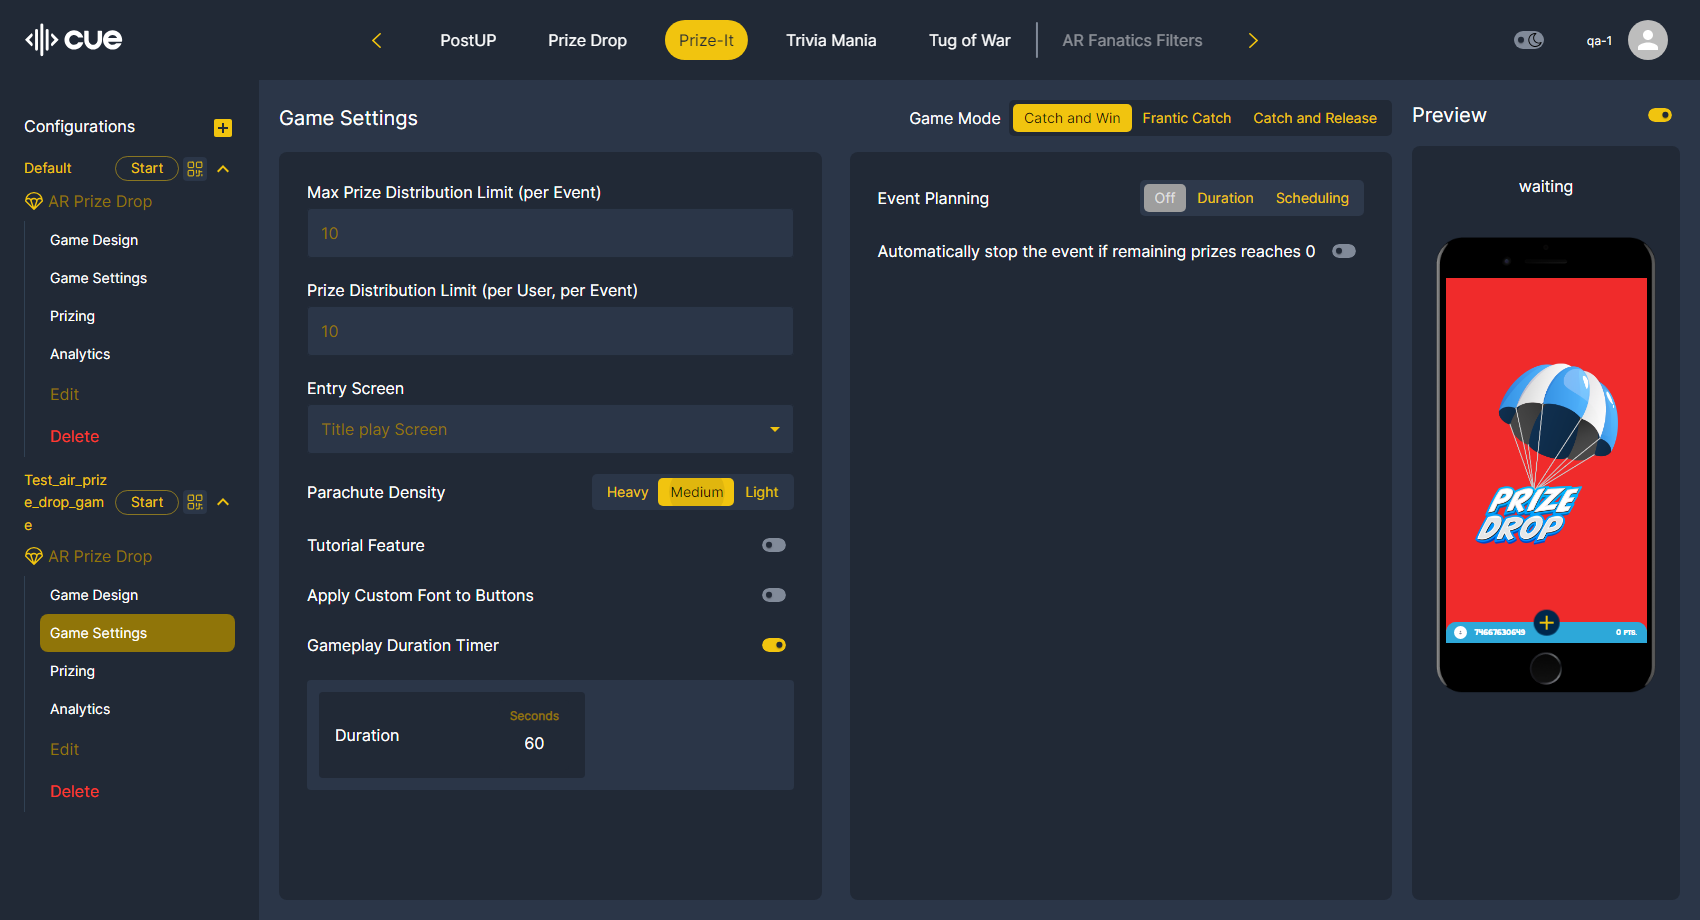 cue
PostUP
Prize Drop
Prize-It
Trivia Mania
Tug of War
AR Fanatics Filters
qa-1
Configurations
Default
Start
AR Prize Drop
Game Design
Game Settings
Prizing
Analytics
Edit
Delete
Test_air_priz
e_drop_gam
e
Start
AR Prize Drop
Game Design
Game Settings
Prizing
Analytics
Edit
Delete
Game Settings
Game Mode
Catch and Win
Frantic Catch
Catch and Release
Max Prize Distribution Limit (per Event)
10
Prize Distribution Limit (per User, per Event)
10
Entry Screen
Title play Screen
Parachute Density
Heavy
Medium
Light
Tutorial Feature
Apply Custom Font to Buttons
Gameplay Duration Timer
Duration
Seconds
60
Event Planning
Off
Duration
Scheduling
Automatically stop the event if remaining prizes reaches 0
Preview
waiting
PRIZE
DROP
74667630649
0 PTS.